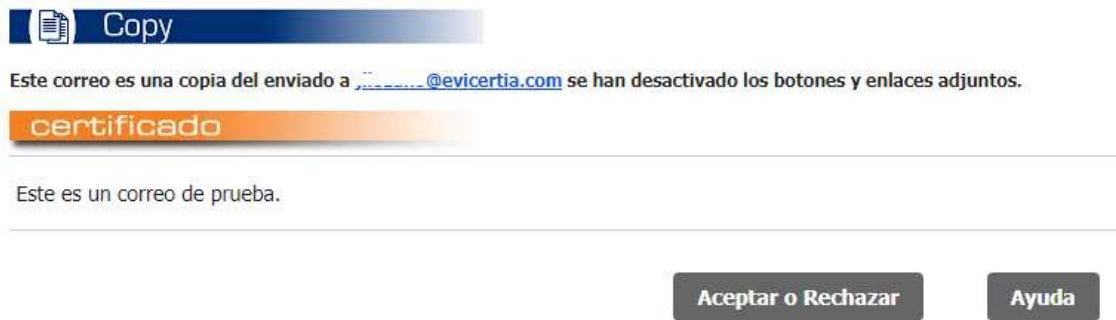 Copy
Este correo es una copia del enviado a @evicertia.com se han desactivado los botones y enlaces adjuntos.
certificado
Este es un correo de prueba.
Aceptar o Rechazar
Ayuda